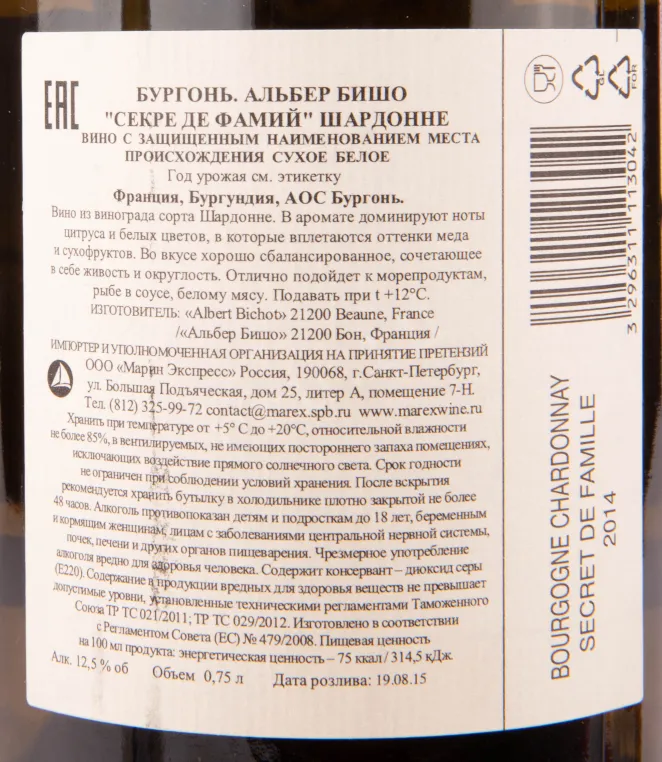 EAC
БУРГОНЬ. АЛЬБЕР БИШО
"СЕКРЕ ДЕ ФАМИЙ" ШАРДОННЕ
ВИНО С ЗАЩИЩЕННЫМ НАИМЕНОВАНИЕМ МЕСТА
ПРОИСХОЖДЕНИЯ СУХОЕ БЕЛОЕ
Год урожая см. этикетку
Франция, Бургундия, АОС Бургонь.
Вино из винограда сорта Шардонне. В аромате доминируют ноты
цитруса и белых цветов, в которые вплетаются оттенки меда
и сухофруктов. Во вкусе хорошо сбалансированное, сочетающее
в себе живость и округлость. Отлично подойдет к морепродуктам,
рыбе в соусе, белому мясу. Подавать при t +12°С.
ИЗГОТОВИТЕЛЬ: «Albert Bichot» 21200 Beaune, France
/«Альбер Бишо» 21200 Бон, Франция /
ИМПОРТЕР И УПОЛНОМОЧЕННАЯ ОРГАНИЗАЦИЯ НА ПРИНЯТИЕ ПРЕТЕНЗИЙ
ООО «Марин Экспресс» Россия, 190068, г.Санкт-Петербург,
ул. Большая Подъяческая, дом 25, литер А, помещение 7-Н.
Тел. (812) 325-99-72 contact@marex.spb.ru www.marexwine.ru
Хранить при температуре от +5° С до +20°С, относительной влажности
не более 85%, в вентилируемых, не имеющих постороннего запаха помещениях,
исключающих воздействие прямого солнечного света. Срок годности
не ограничен при соблюдении условий хранения. После вскрытия
рекомендуется хранить бутылку в холодильнике плотно закрытой не более
48 часов. Алкоголь противопоказан детям и подросткам до 18 лет, беременным
и кормящим женщинам, лицам с заболеваниями центральной нервной системы,
почек, печени и других органов пищеварения. Чрезмерное употребление
алкоголя вредно для здоровья человека. Содержит консервант – диоксид серы
(Е220). Содержание в продукции вредных для здоровья веществ не превышает
допустимые уровни, установленные техническими регламентами Таможенного
Союза ТР ТС 021/2011; ТР ТС 029/2012. Изготовлено в соответствии
с Регламентом Совета (ЕС) № 479/2008. Пищевая ценность
на 100 мл продукта: энергетическая ценность – 75 ккал / 314,5 кДж.
Алк. 12,5 % об Объем 0,75 л Дата розлива: 19.08.15
GL
FOR
3 296311 113042
BOURGOGNE CHARDONNAY
SECRET DE FAMILLE
2014